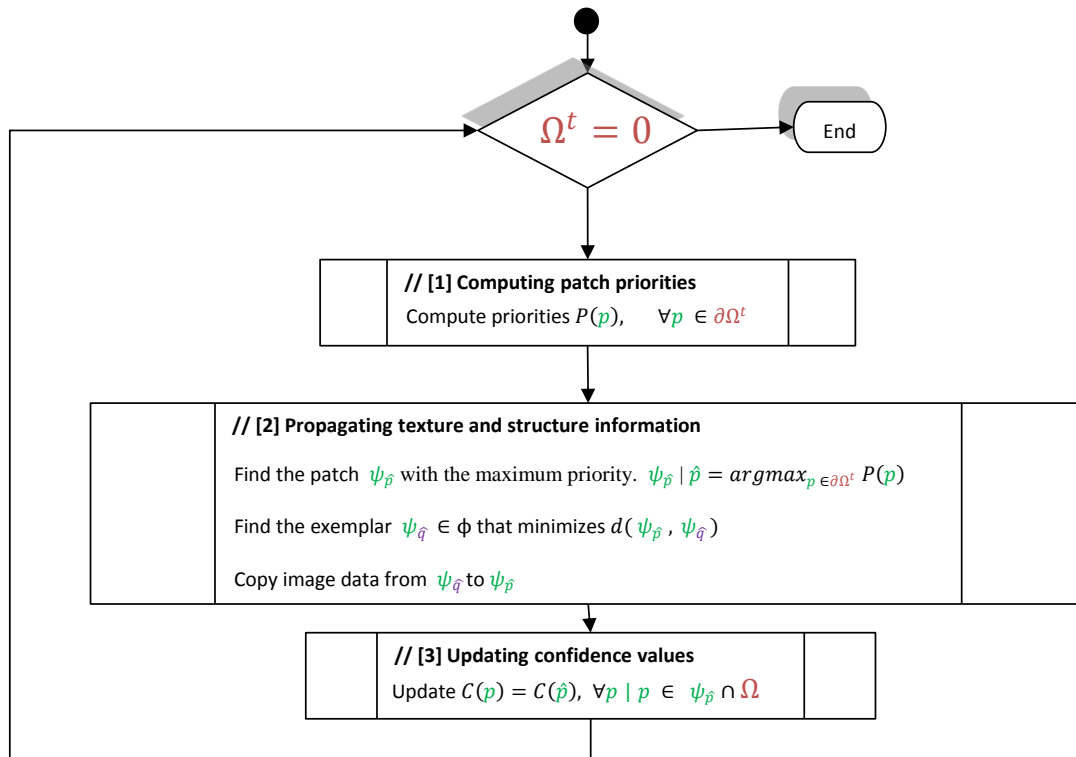 Ωᵗ = 0
End
// [1] Computing patch priorities
Compute priorities P(p), ∀p ∈ ∂Ωᵗ
// [2] Propagating texture and structure information
Find the patch ψ_p̂ with the maximum priority. ψ_p̂ | p̂ = argmax_{p ∈ ∂Ωᵗ} P(p)
Find the exemplar ψ_q̂ ∈ ϕ that minimizes d( ψ_p̂ , ψ_q̂ )
Copy image data from ψ_q̂ to ψ_p̂
// [3] Updating confidence values
Update C(p) = C(p̂), ∀p | p ∈ ψ_p̂ ∩ Ω